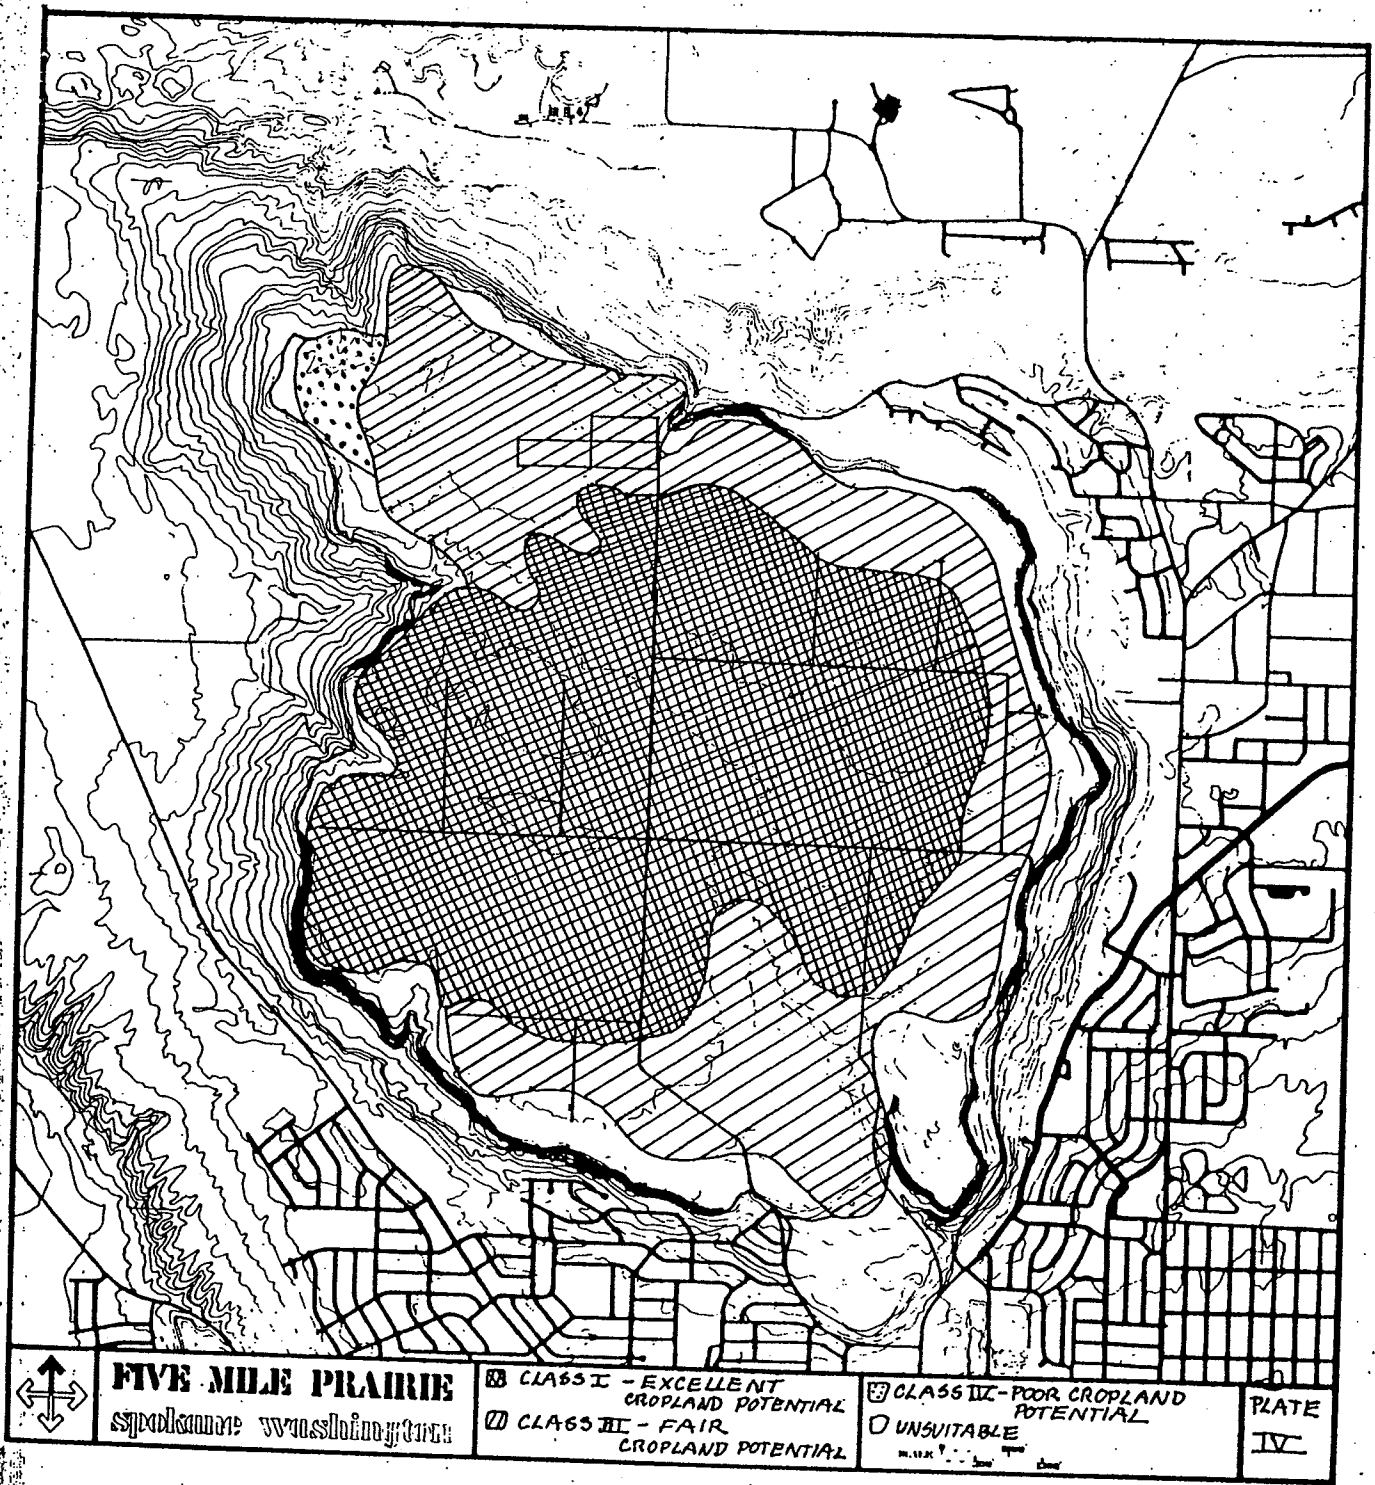 FIVE MILE PRAIRIE
spokane washington
CLASS I - EXCELLENT
CROPLAND POTENTIAL
CLASS III - FAIR
CROPLAND POTENTIAL
CLASS IV - POOR CROPLAND
POTENTIAL
UNSUITABLE
PLATE
IV